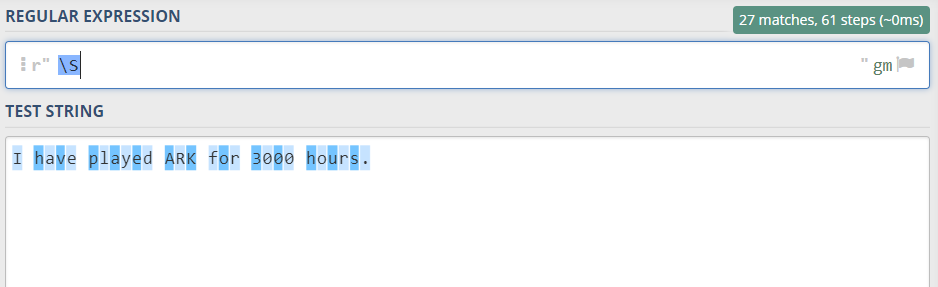 REGULAR EXPRESSION
27 matches, 61 steps (~0ms)
r" \S " gm
TEST STRING
I have played ARK for 3000 hours.